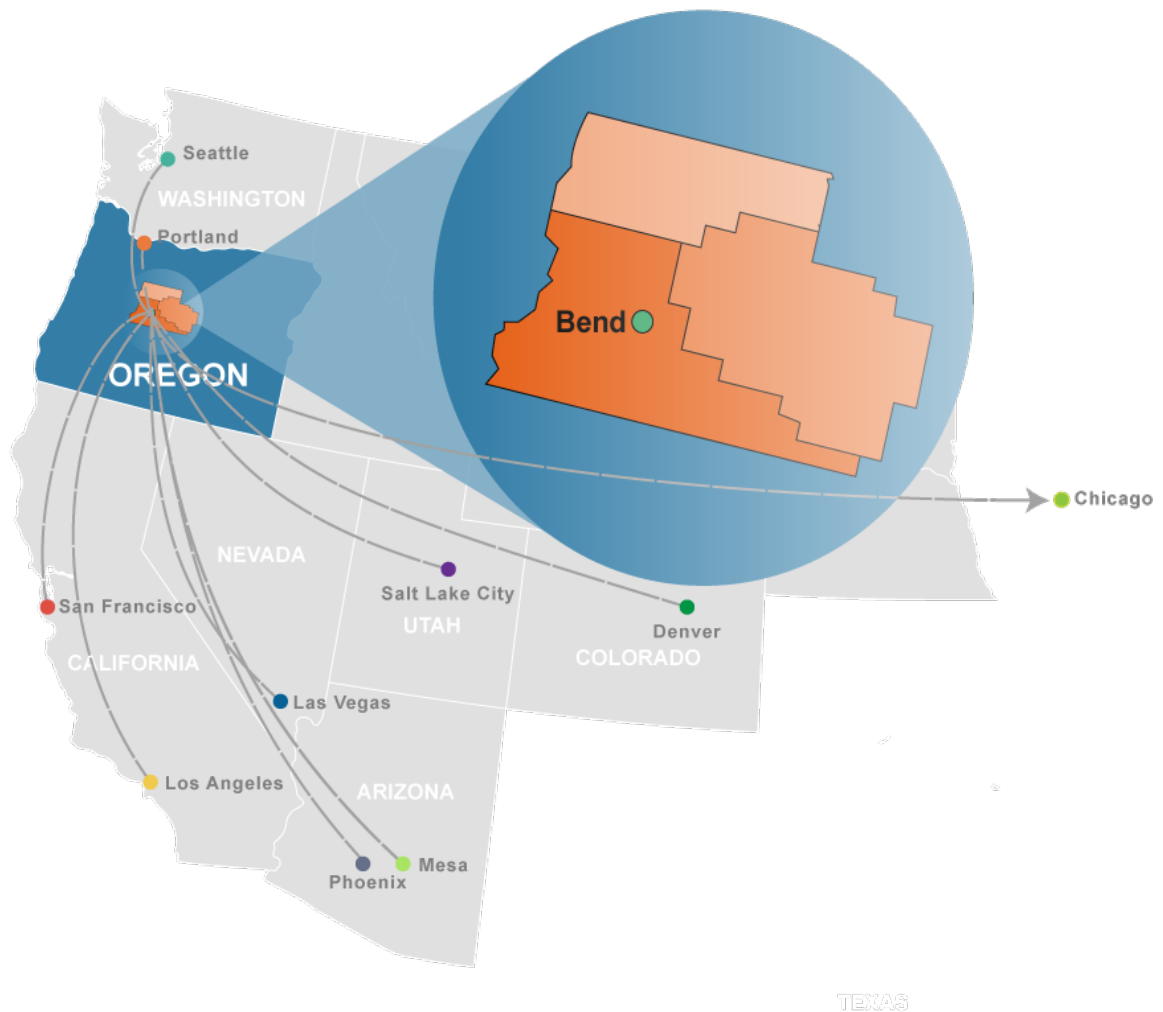 Seattle
WASHINGTON
Portland
Bend
OREGON
Chicago
NEVADA
Salt Lake City
San Francisco
UTAH
Denver
COLORADO
CALIFORNIA
Las Vegas
Los Angeles
ARIZONA
Mesa
Phoenix
TEXAS